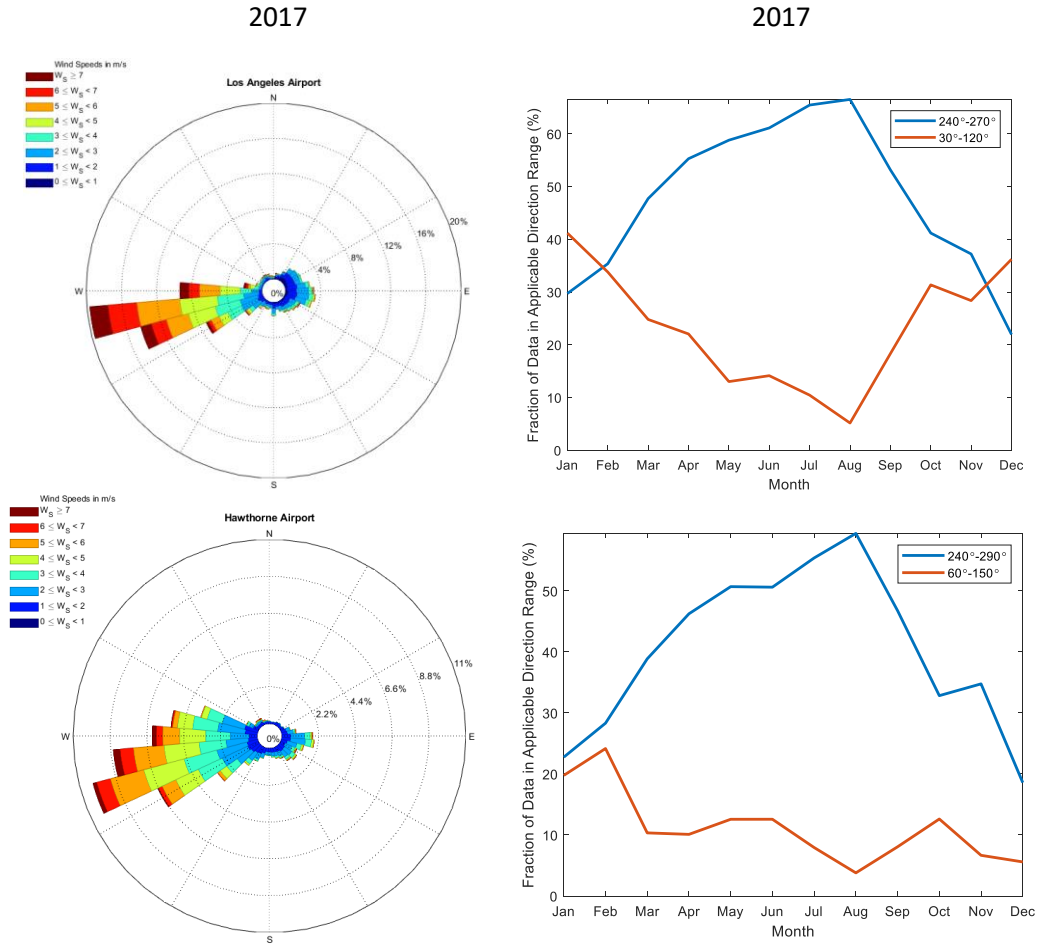 2017
2017
Wind Speeds in m/s
W_S ≥ 7
6 ≤ W_S < 7
5 ≤ W_S < 6
4 ≤ W_S < 5
3 ≤ W_S < 4
2 ≤ W_S < 3
1 ≤ W_S < 2
0 ≤ W_S < 1
Los Angeles Airport
N
20%
16%
12%
8%
4%
0%
W
E
S
Fraction of Data in Applicable Direction Range (%)
60
50
40
30
20
10
0
240°-270°
30°-120°
Jan Feb Mar Apr May Jun Jul Aug Sep Oct Nov Dec
Month
Wind Speeds in m/s
W_S ≥ 7
6 ≤ W_S < 7
5 ≤ W_S < 6
4 ≤ W_S < 5
3 ≤ W_S < 4
2 ≤ W_S < 3
1 ≤ W_S < 2
0 ≤ W_S < 1
Hawthorne Airport
N
11%
8.8%
6.6%
4.4%
2.2%
0%
W
E
S
Fraction of Data in Applicable Direction Range (%)
50
40
30
20
10
0
240°-290°
60°-150°
Jan Feb Mar Apr May Jun Jul Aug Sep Oct Nov Dec
Month